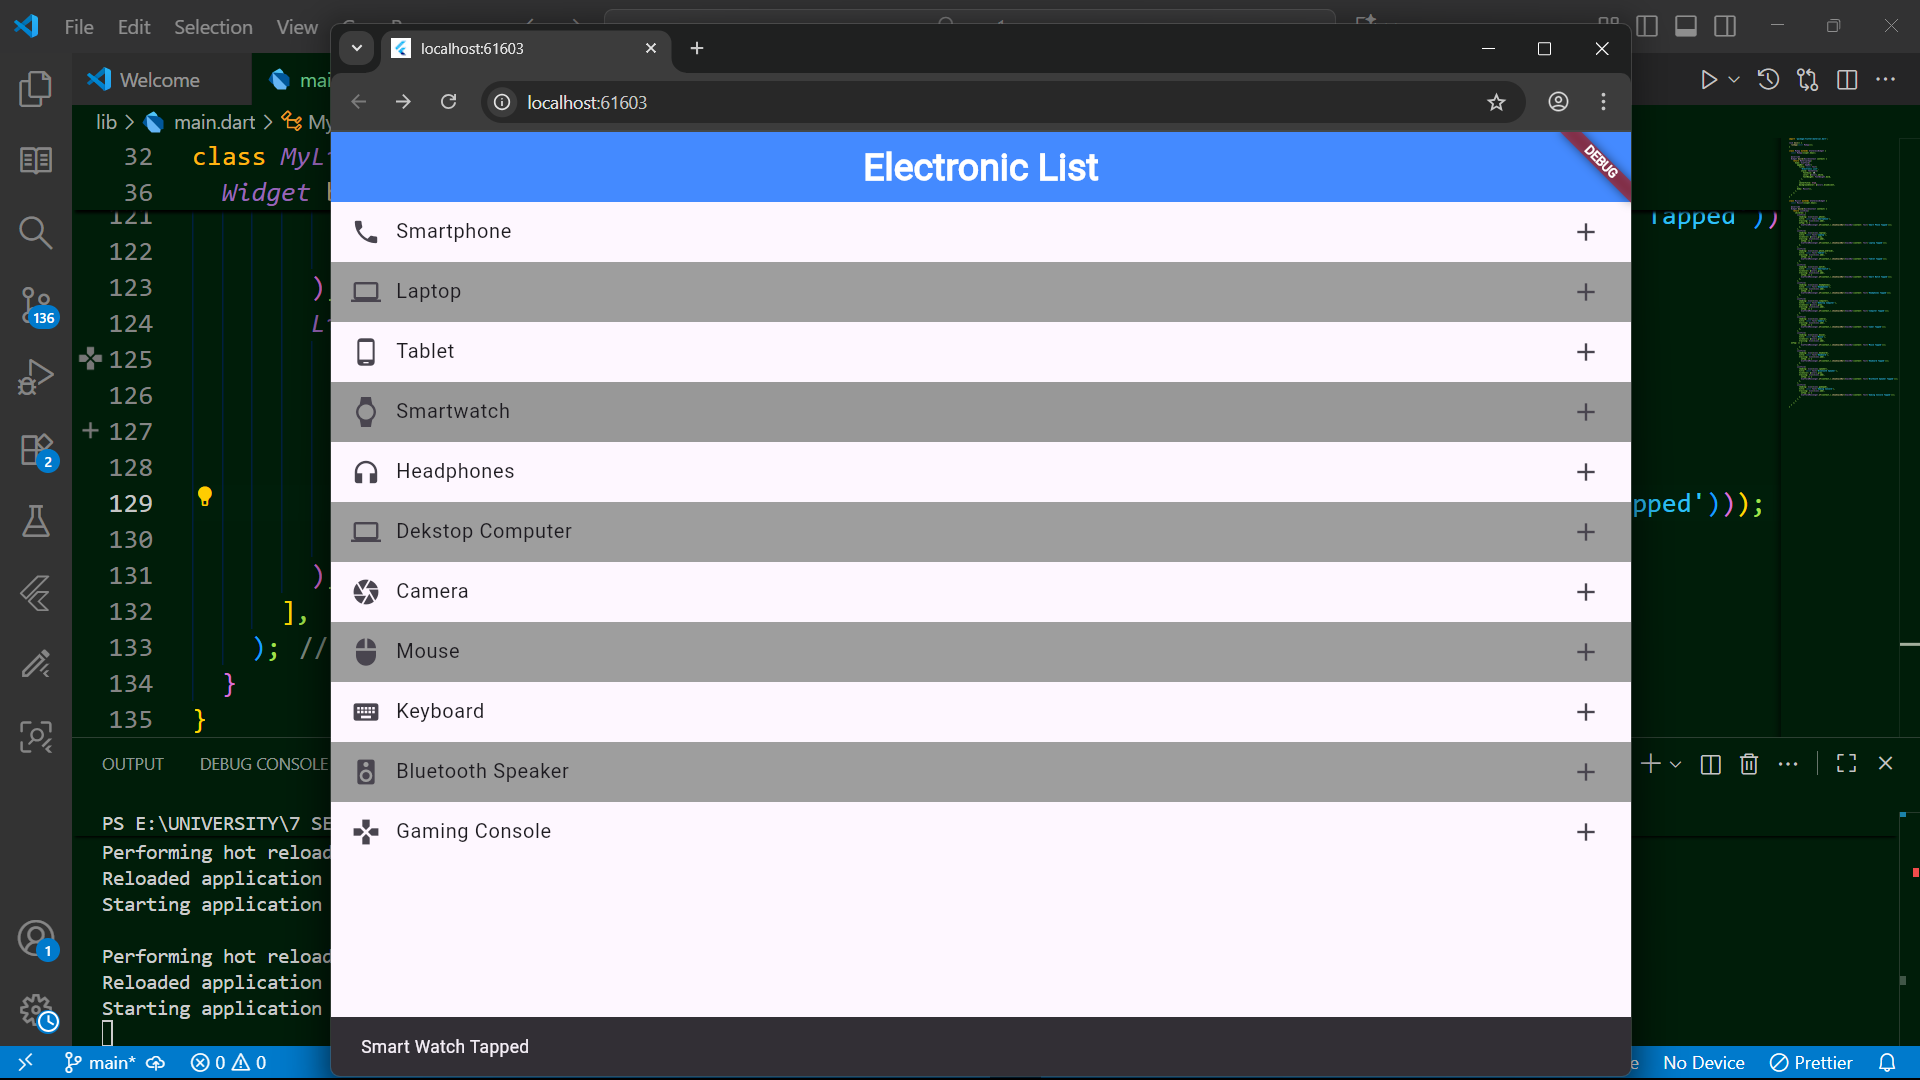 File Edit Selection View
localhost:61603
Welcome
localhost:61603
lib > main.dart >
Electronic List
DEBUG
32 class MyL
36 Widget
121 Tapped'))
122
123 )
124
125
126
127
128
129 pped')));
130
131 )
132 ],
133 ); //
134 }
135 }
Smartphone
Laptop
Tablet
Smartwatch
Headphones
Dekstop Computer
Camera
Mouse
Keyboard
Bluetooth Speaker
Gaming Console
136
2
1
OUTPUT DEBUG CONSOLE
PS E:\UNIVERSITY\7 SE
Performing hot reload
Reloaded application
Starting application
Performing hot reload
Reloaded application
Starting application
Smart Watch Tapped
main* 0 0 No Device Prettier